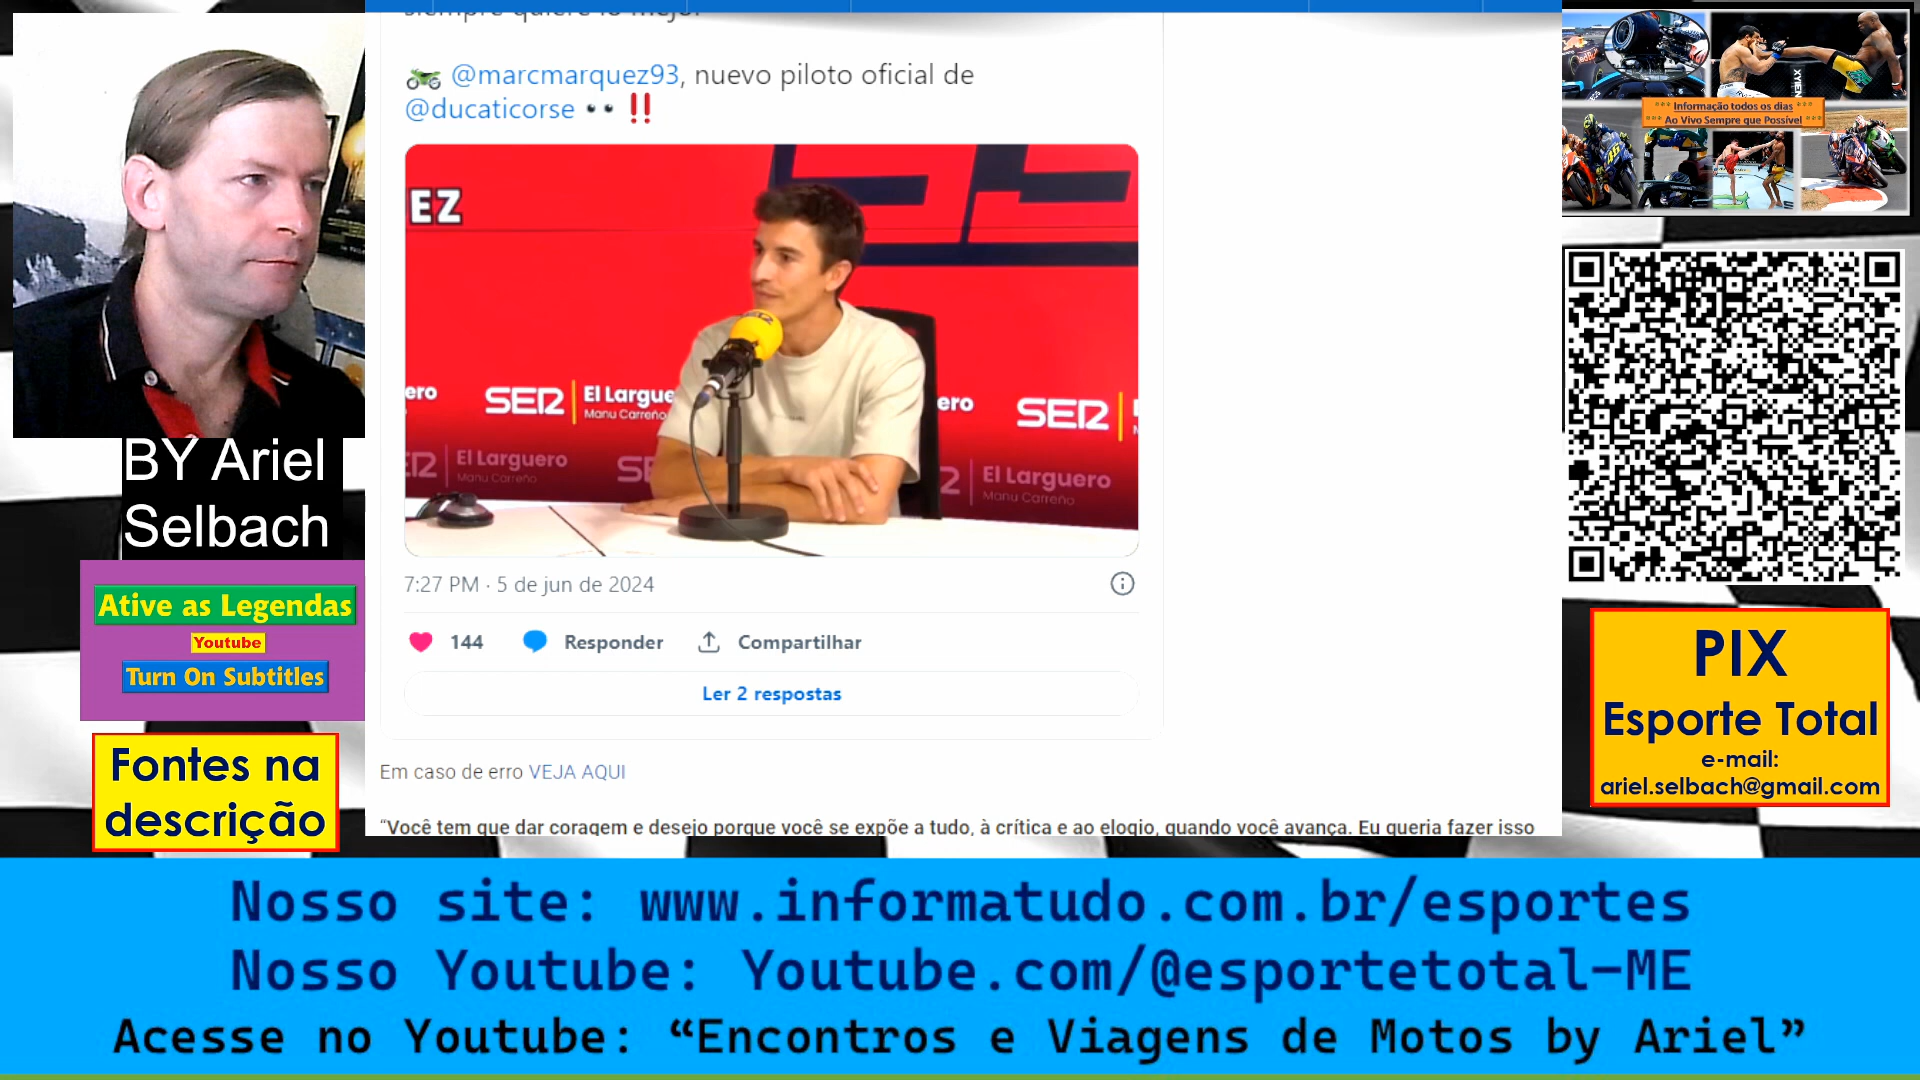 siempre quiere lo mejor
@marcmarquez93, nuevo piloto oficial de
@ducaticorse •• ‼
EZ
ero
SER
El Largue
Manu Carreño
ero
SER
El Larguero
Manu Carreño
El Larguero
Manu Carreño
7:27 PM · 5 de jun de 2024
144
Responder
Compartilhar
Ler 2 respostas
Em caso de erro VEJA AQUI
“Você tem que dar coragem e desejo porque você se expõe a tudo, à crítica e ao elogio, quando você avança. Eu queria fazer isso
BY Ariel
Selbach
Ative as Legendas
Youtube
Turn On Subtitles
Fontes na
descrição
*** Informação todos os dias ***
*** Ao Vivo Sempre que Possível ***
PIX
Esporte Total
e-mail:
ariel.selbach@gmail.com
Nosso site: www.informatudo.com.br/esportes
Nosso Youtube: Youtube.com/@esportetotal-ME
Acesse no Youtube: “Encontros e Viagens de Motos by Ariel”